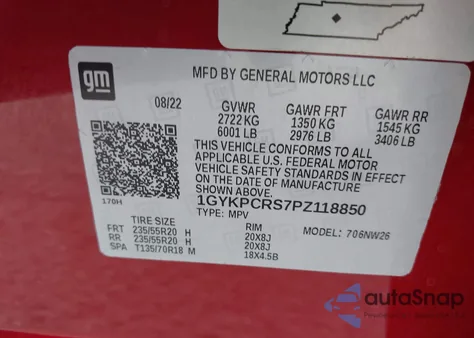 gm
MFD BY GENERAL MOTORS LLC
08/22 GVWR GAWR FRT GAWR RR
2722 KG 1350 KG 1545 KG
6001 LB 2976 LB 3406 LB
THIS VEHICLE CONFORMS TO ALL
APPLICABLE U.S. FEDERAL MOTOR
VEHICLE SAFETY STANDARDS IN EFFECT
ON THE DATE OF MANUFACTURE
SHOWN ABOVE.
170H 1GYKPCRS7PZ118850
TYPE: MPV
TIRE SIZE RIM MODEL: 706NW26
FRT 235/55R20 H 20X8J
RR 235/55R20 H 20X8J
SPA T135/70R18 M 18X4.5B
autoSnap